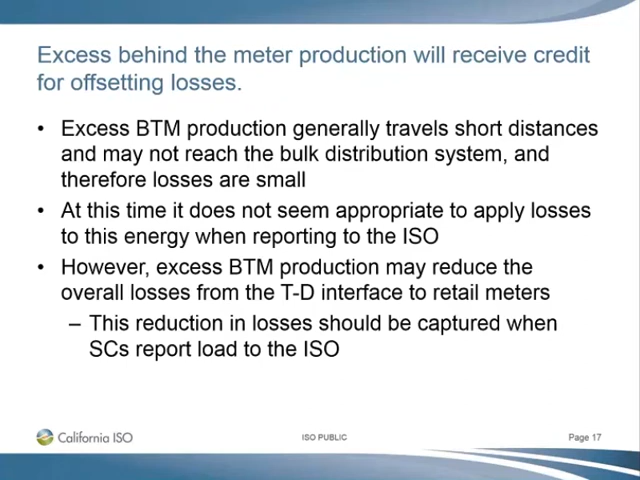 Excess behind the meter production will receive credit
for offsetting losses.
• Excess BTM production generally travels short distances
and may not reach the bulk distribution system, and
therefore losses are small
• At this time it does not seem appropriate to apply losses
to this energy when reporting to the ISO
• However, excess BTM production may reduce the
overall losses from the T-D interface to retail meters
– This reduction in losses should be captured when
SCs report load to the ISO
California ISO
ISO PUBLIC
Page 17